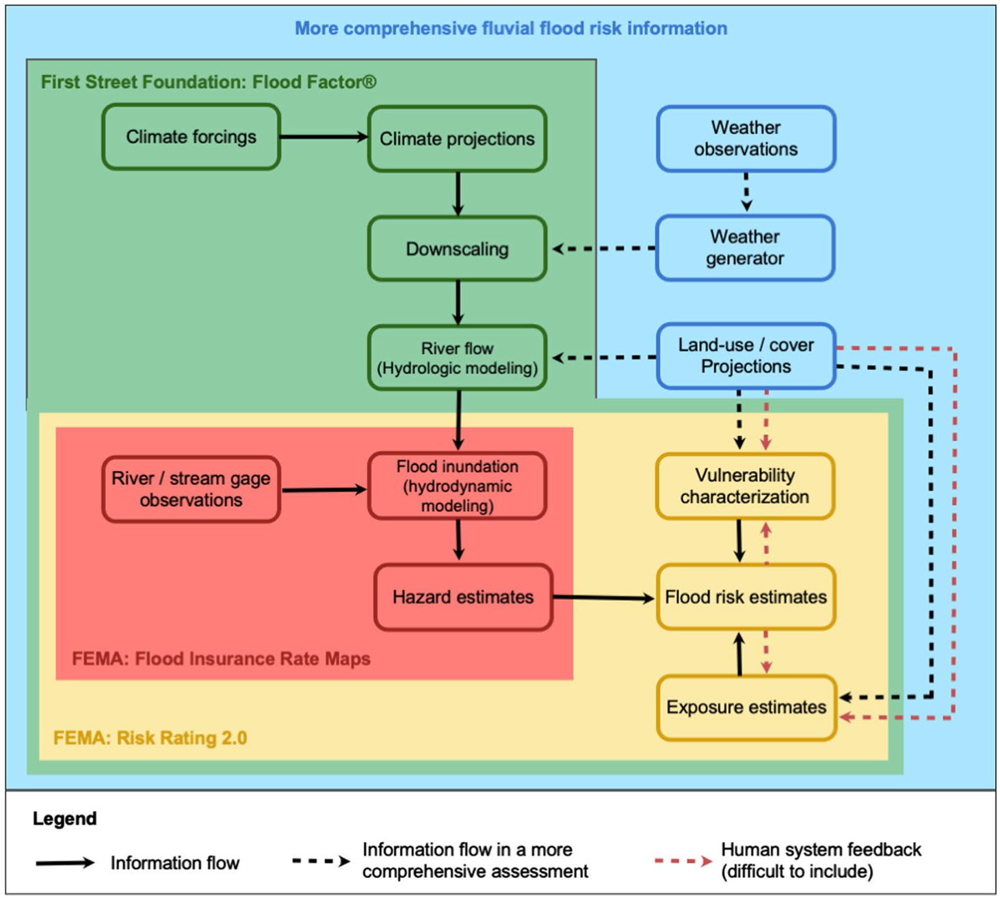 More comprehensive fluvial flood risk information
First Street Foundation: Flood Factor®
Climate forcings
Climate projections
Weather
observations
Downscaling
Weather
generator
River flow
(Hydrologic modeling)
Land-use / cover
Projections
River / stream gage
observations
Flood inundation
(hydrodynamic
modeling)
Vulnerability
characterization
Hazard estimates
Flood risk estimates
FEMA: Flood Insurance Rate Maps
Exposure estimates
FEMA: Risk Rating 2.0
Legend
Information flow
Information flow in a more
comprehensive assessment
Human system feedback
(difficult to include)